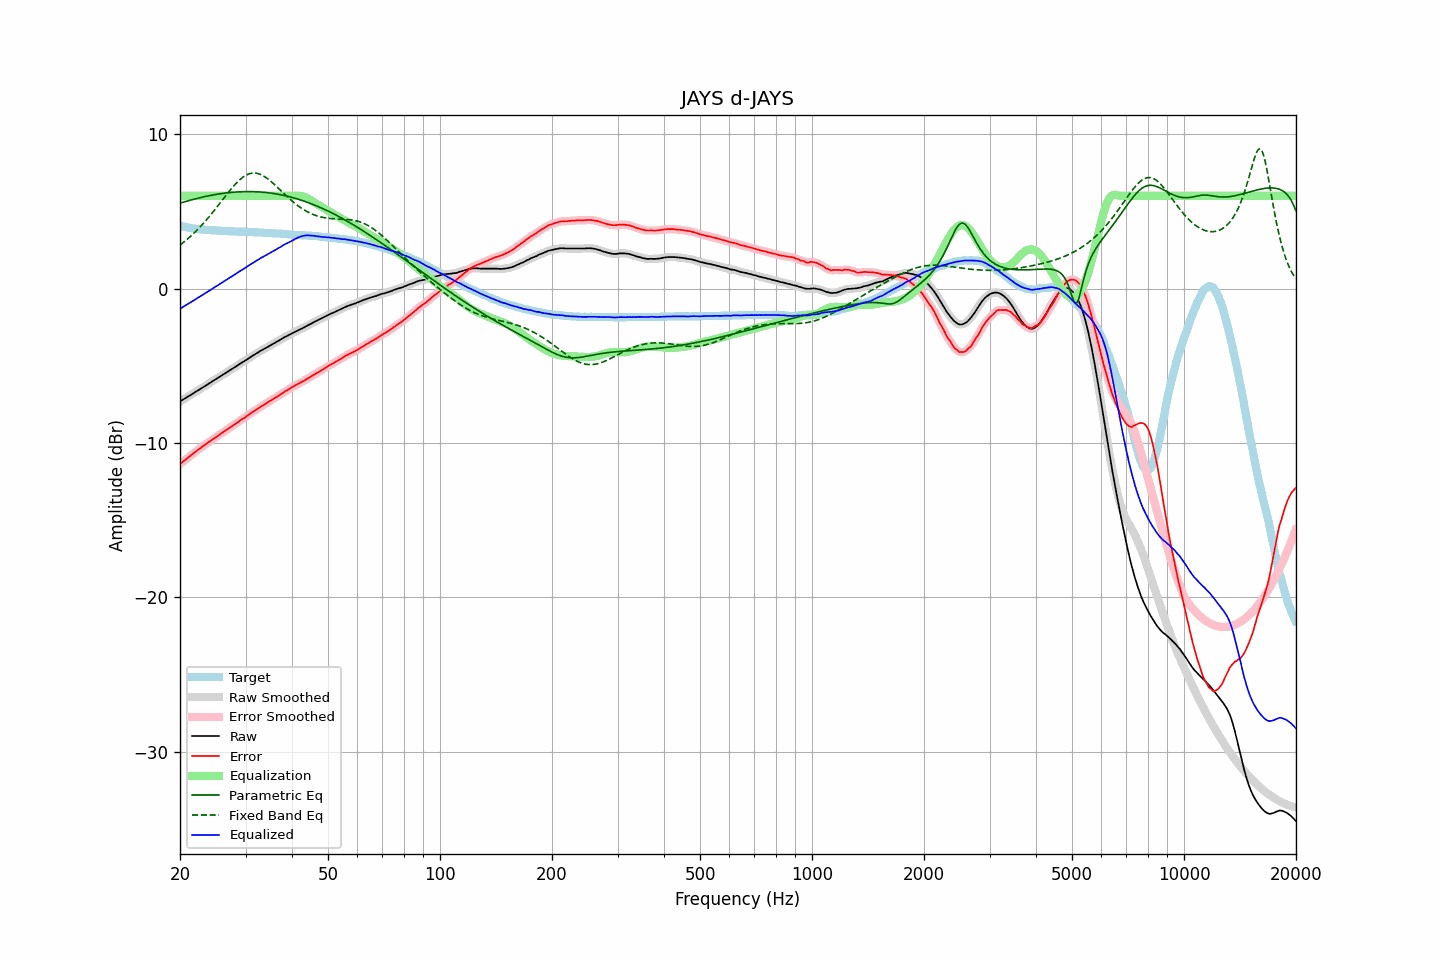 JAYS d-JAYS
10
0
−10
−20
−30
Amplitude (dBr)
Target
Raw Smoothed
Error Smoothed
Raw
Error
Equalization
Parametric Eq
Fixed Band Eq
Equalized
20
50
100
200
500
1000
2000
5000
10000
20000
Frequency (Hz)